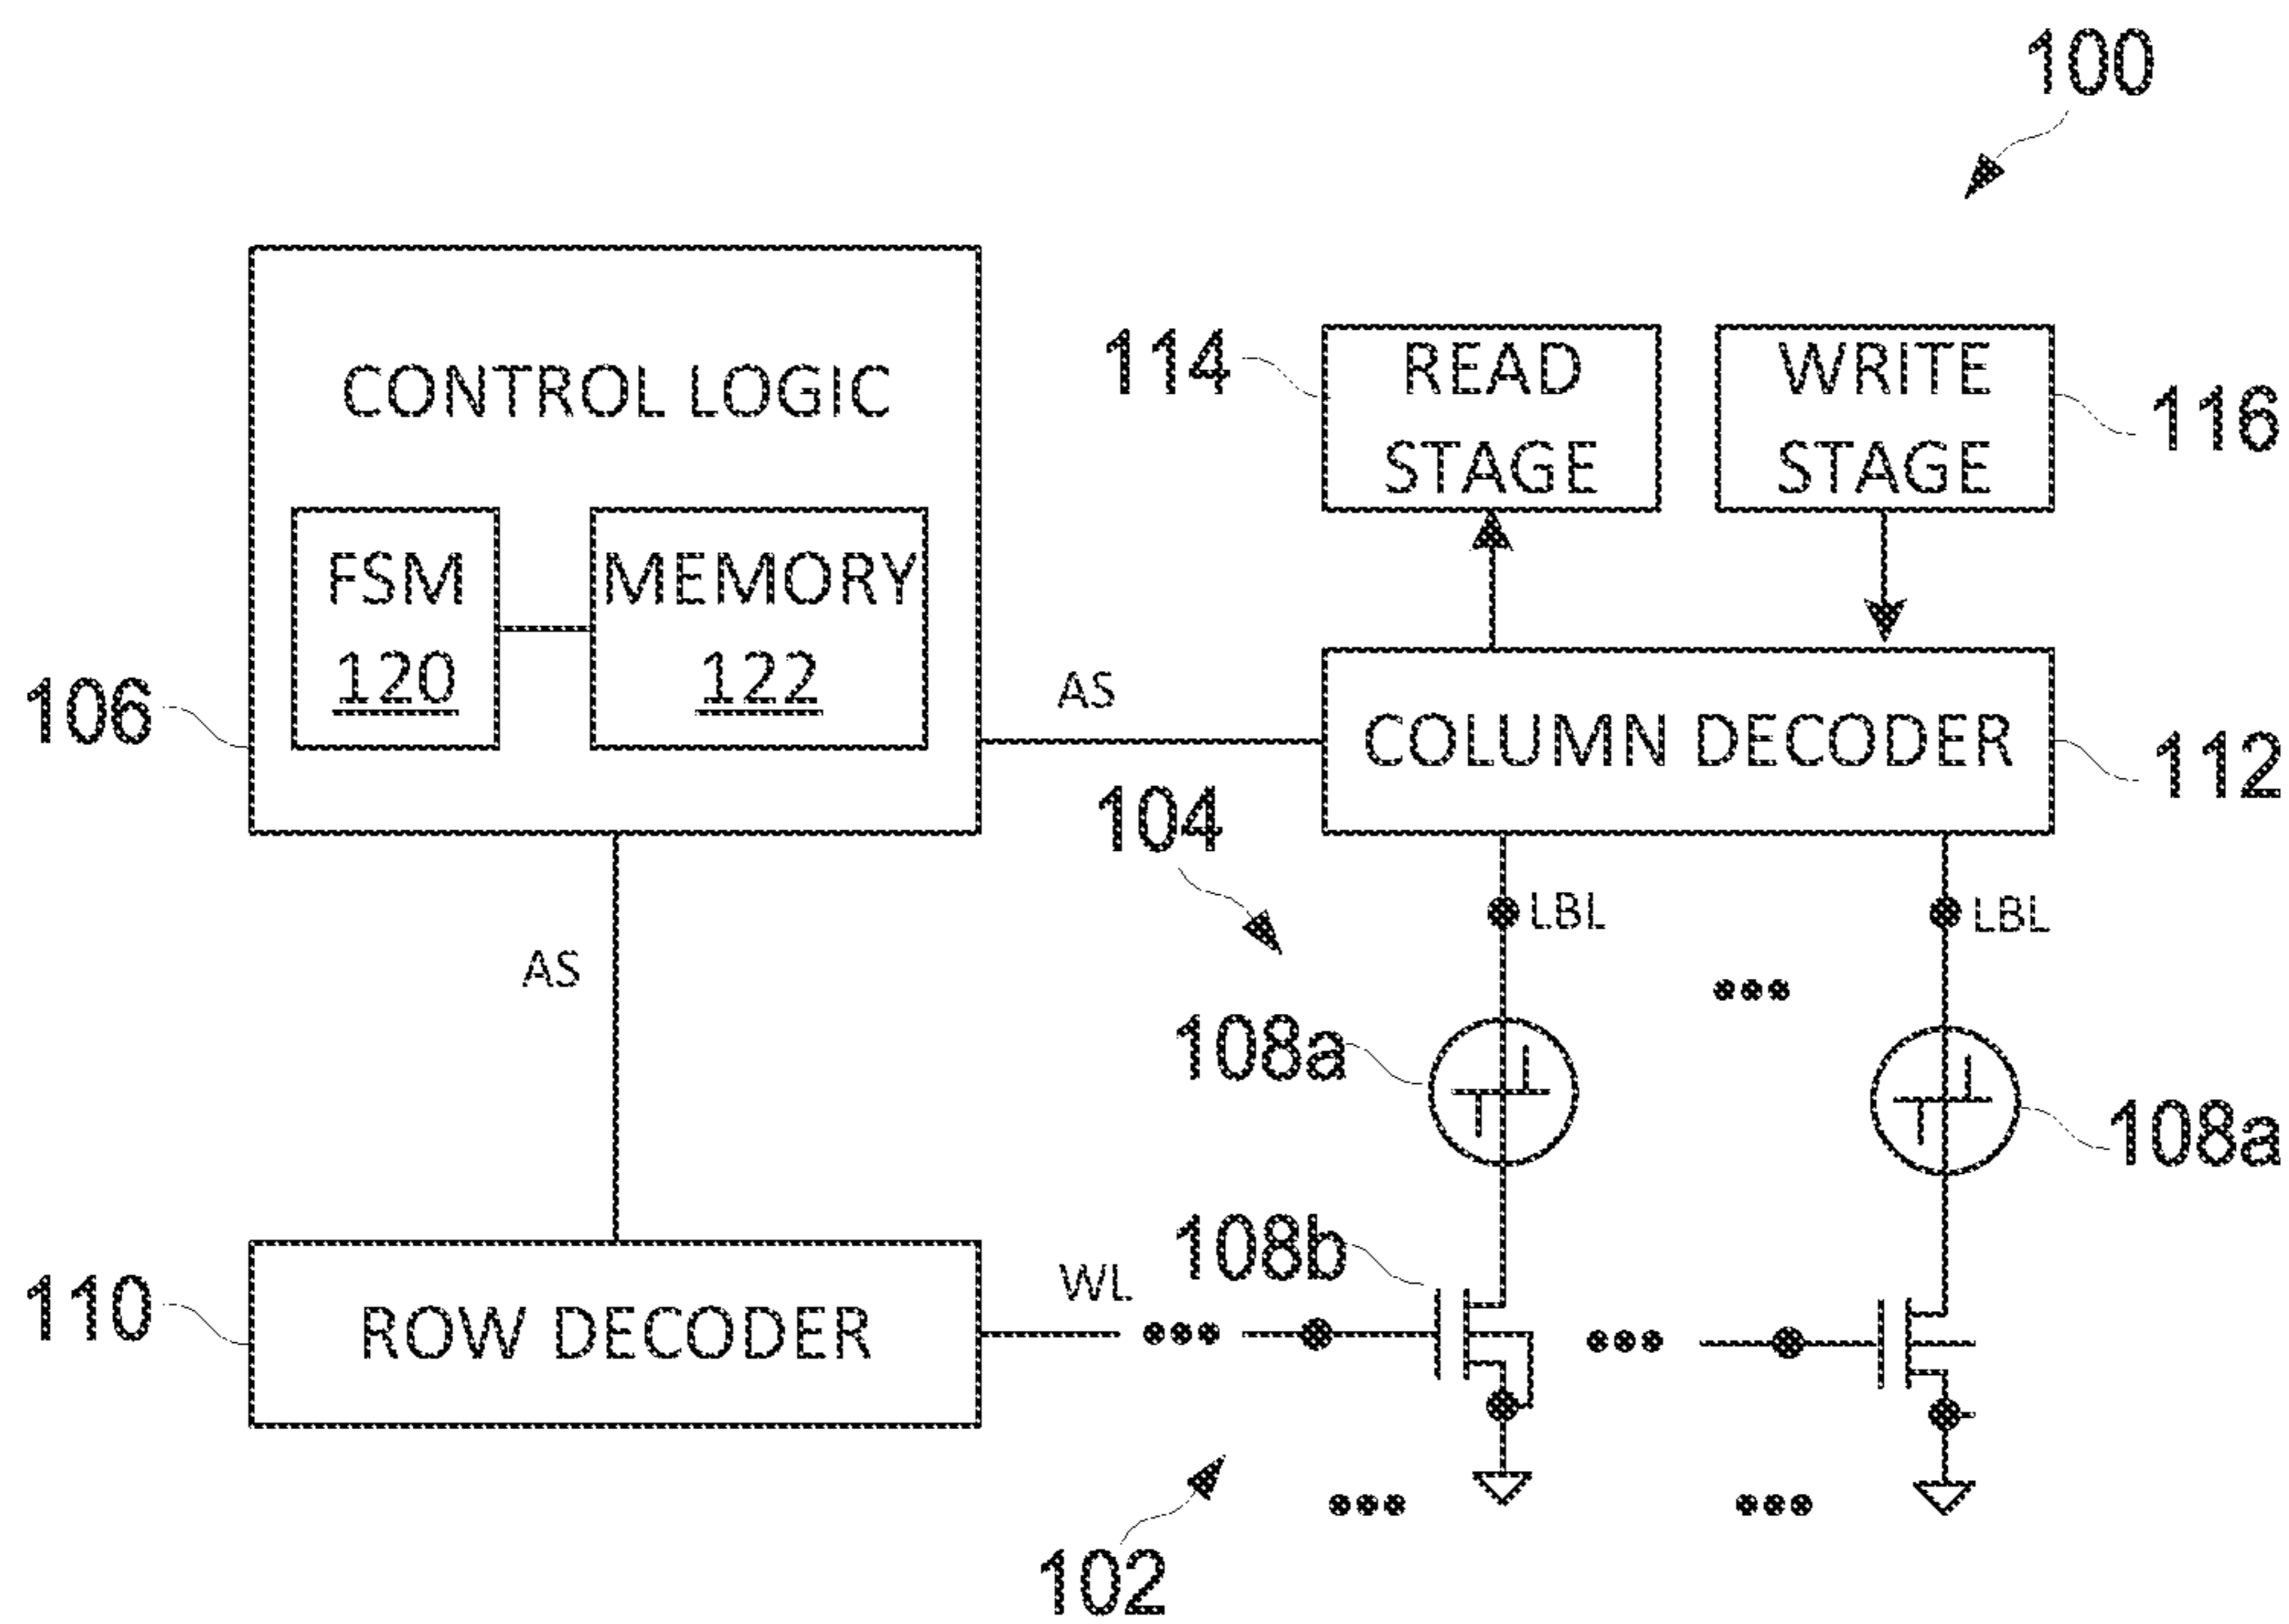 100
CONTROL LOGIC
114
READ
STAGE
WRITE
STAGE
116
FSM
120
MEMORY
122
106
AS
COLUMN DECODER
112
104
LBL
LBL
AS
108a
108a
108b
110
ROW DECODER
WL
102